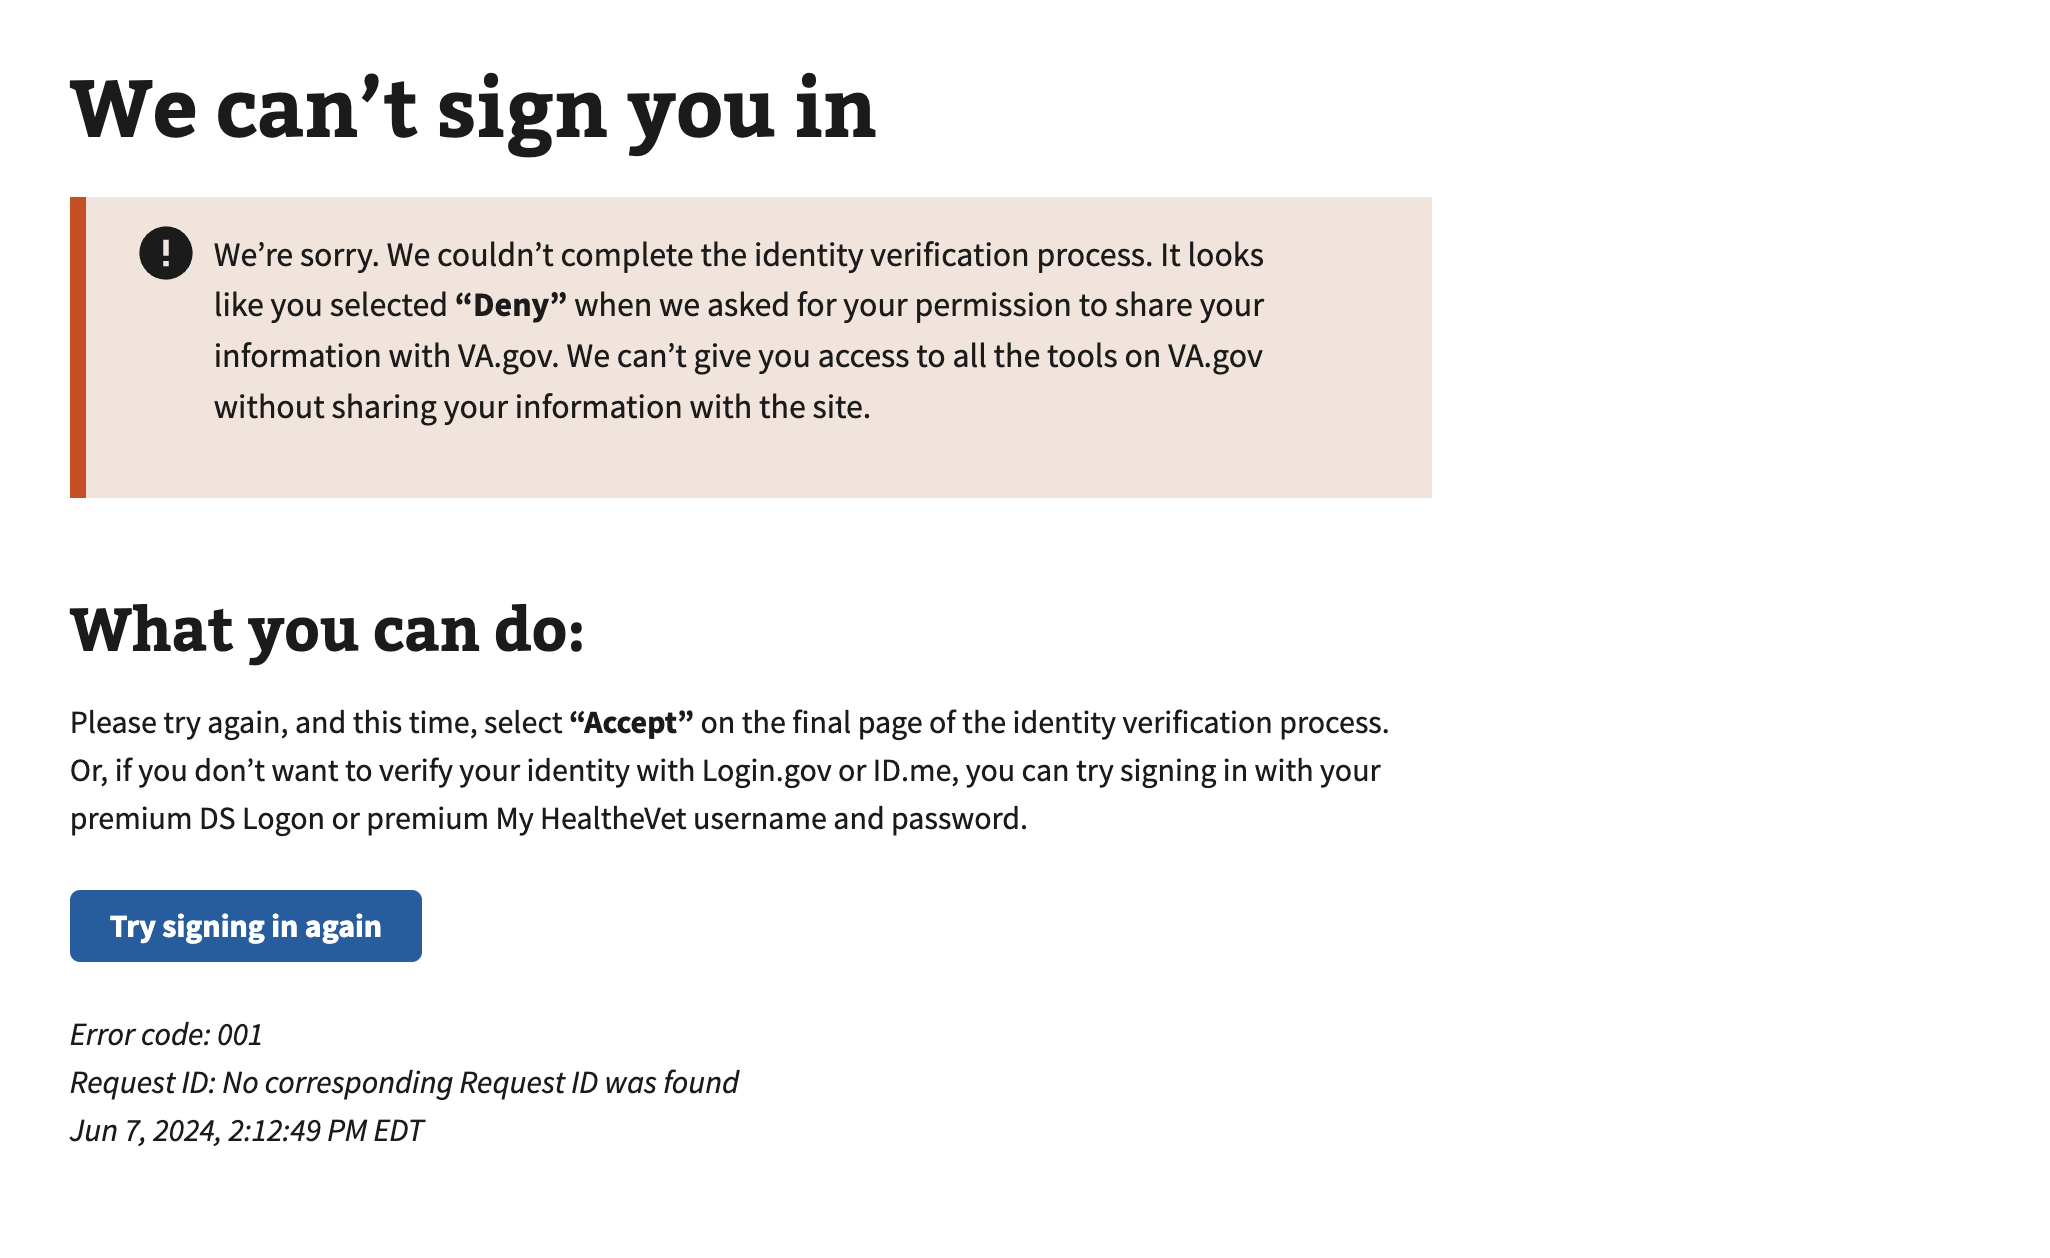 We can’t sign you in
We’re sorry. We couldn’t complete the identity verification process. It looks
like you selected “Deny” when we asked for your permission to share your
information with VA.gov. We can’t give you access to all the tools on VA.gov
without sharing your information with the site.
What you can do:
Please try again, and this time, select “Accept” on the final page of the identity verification process.
Or, if you don’t want to verify your identity with Login.gov or ID.me, you can try signing in with your
premium DS Logon or premium My HealtheVet username and password.
Try signing in again
Error code: 001
Request ID: No corresponding Request ID was found
Jun 7, 2024, 2:12:49 PM EDT